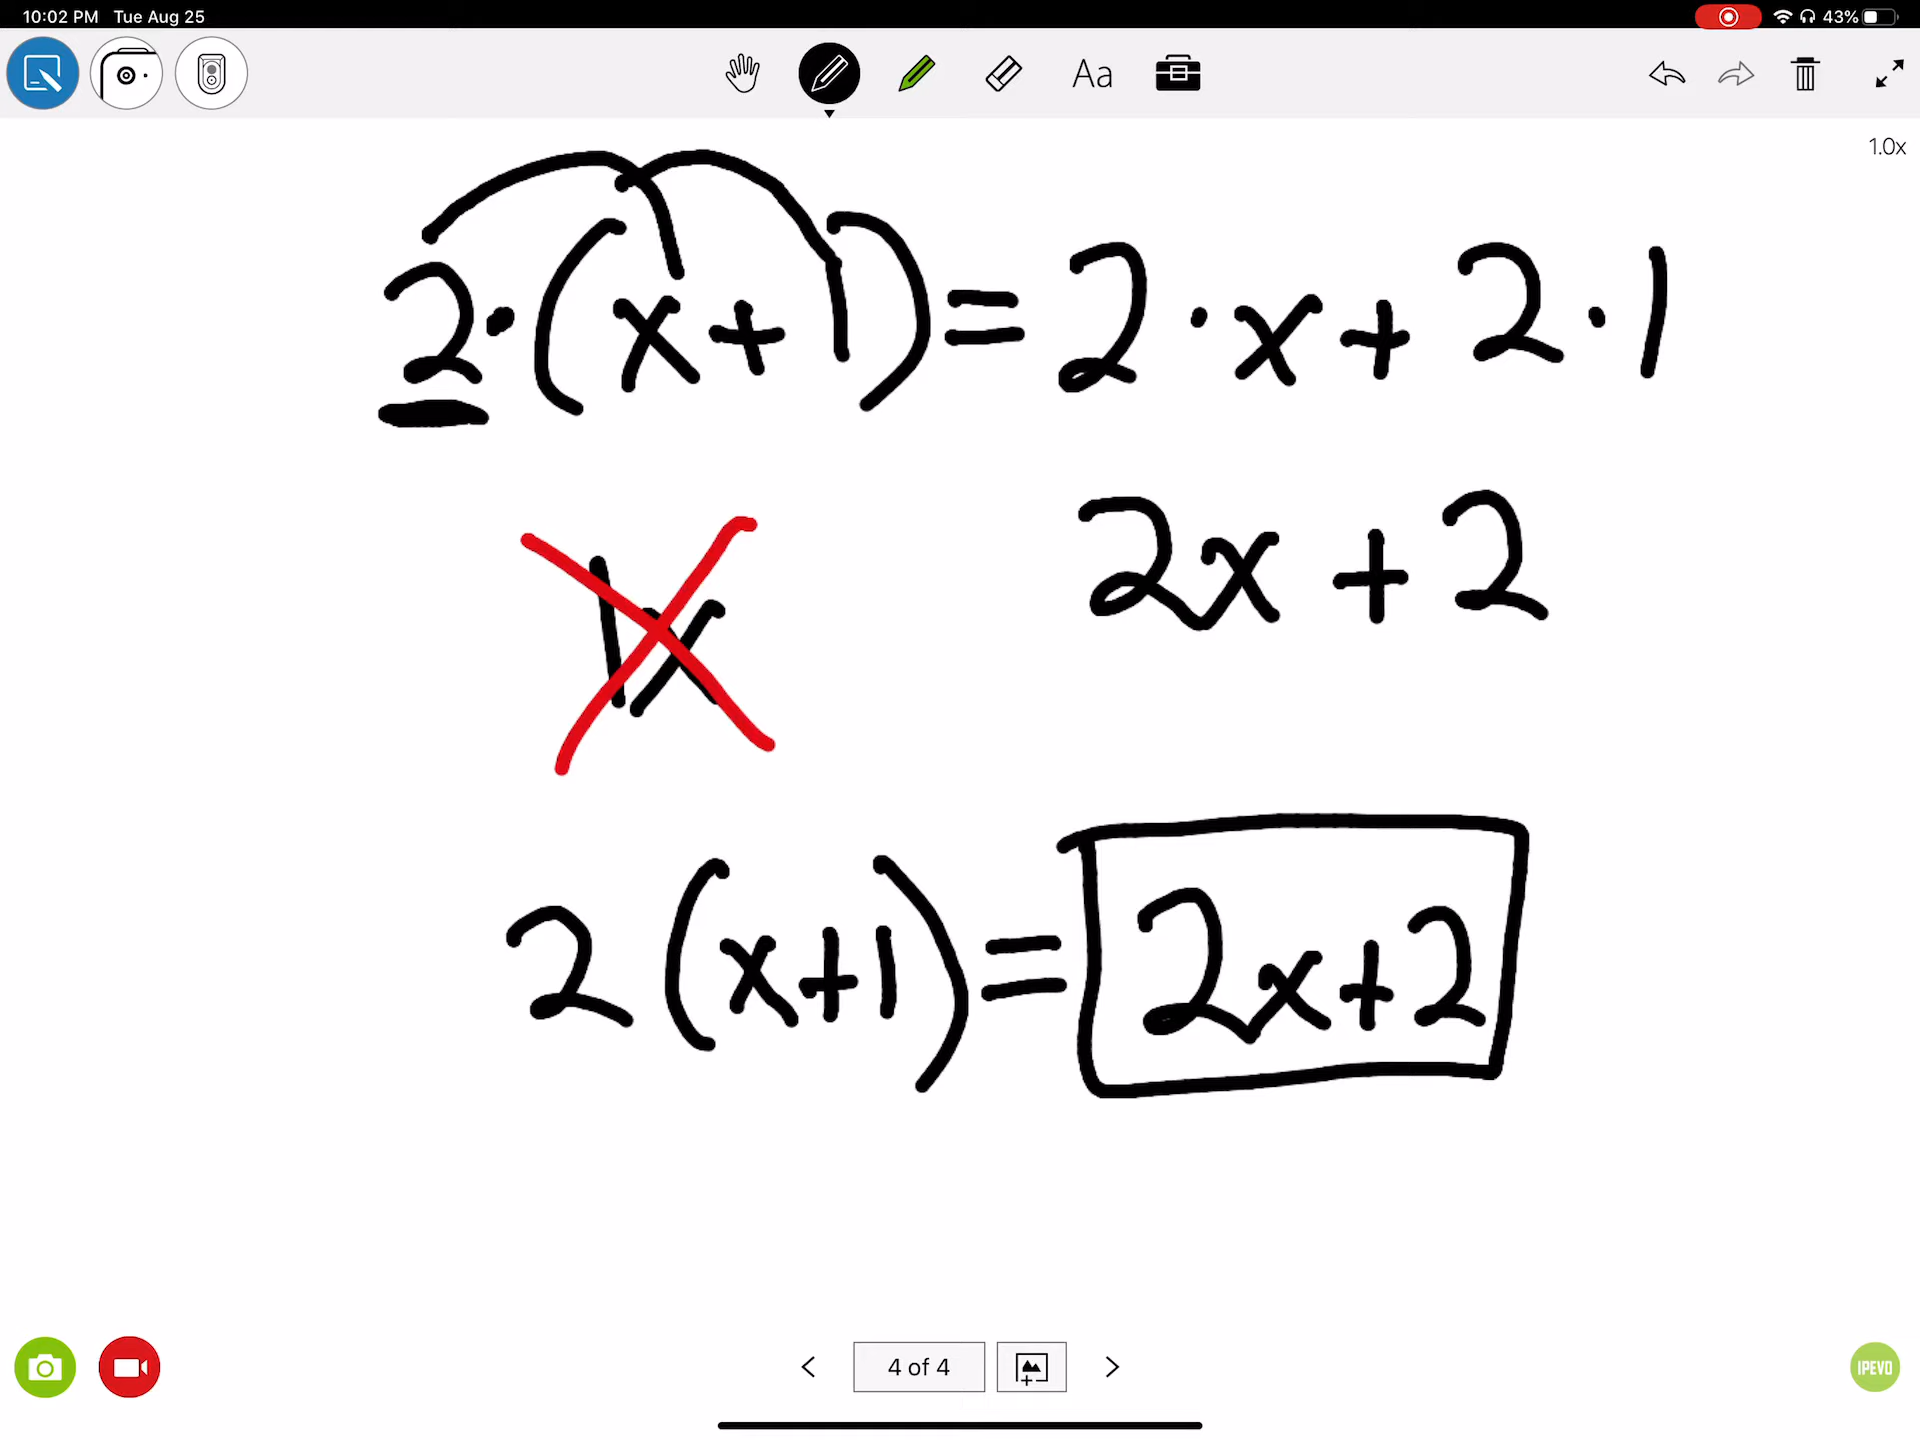 10:02 PM Tue Aug 25 43%
Aa
1.0x
2·(x+1)=2·x+2·1
2x+2
1x
2(x+1)=2x+2
4 of 4
IPEVO